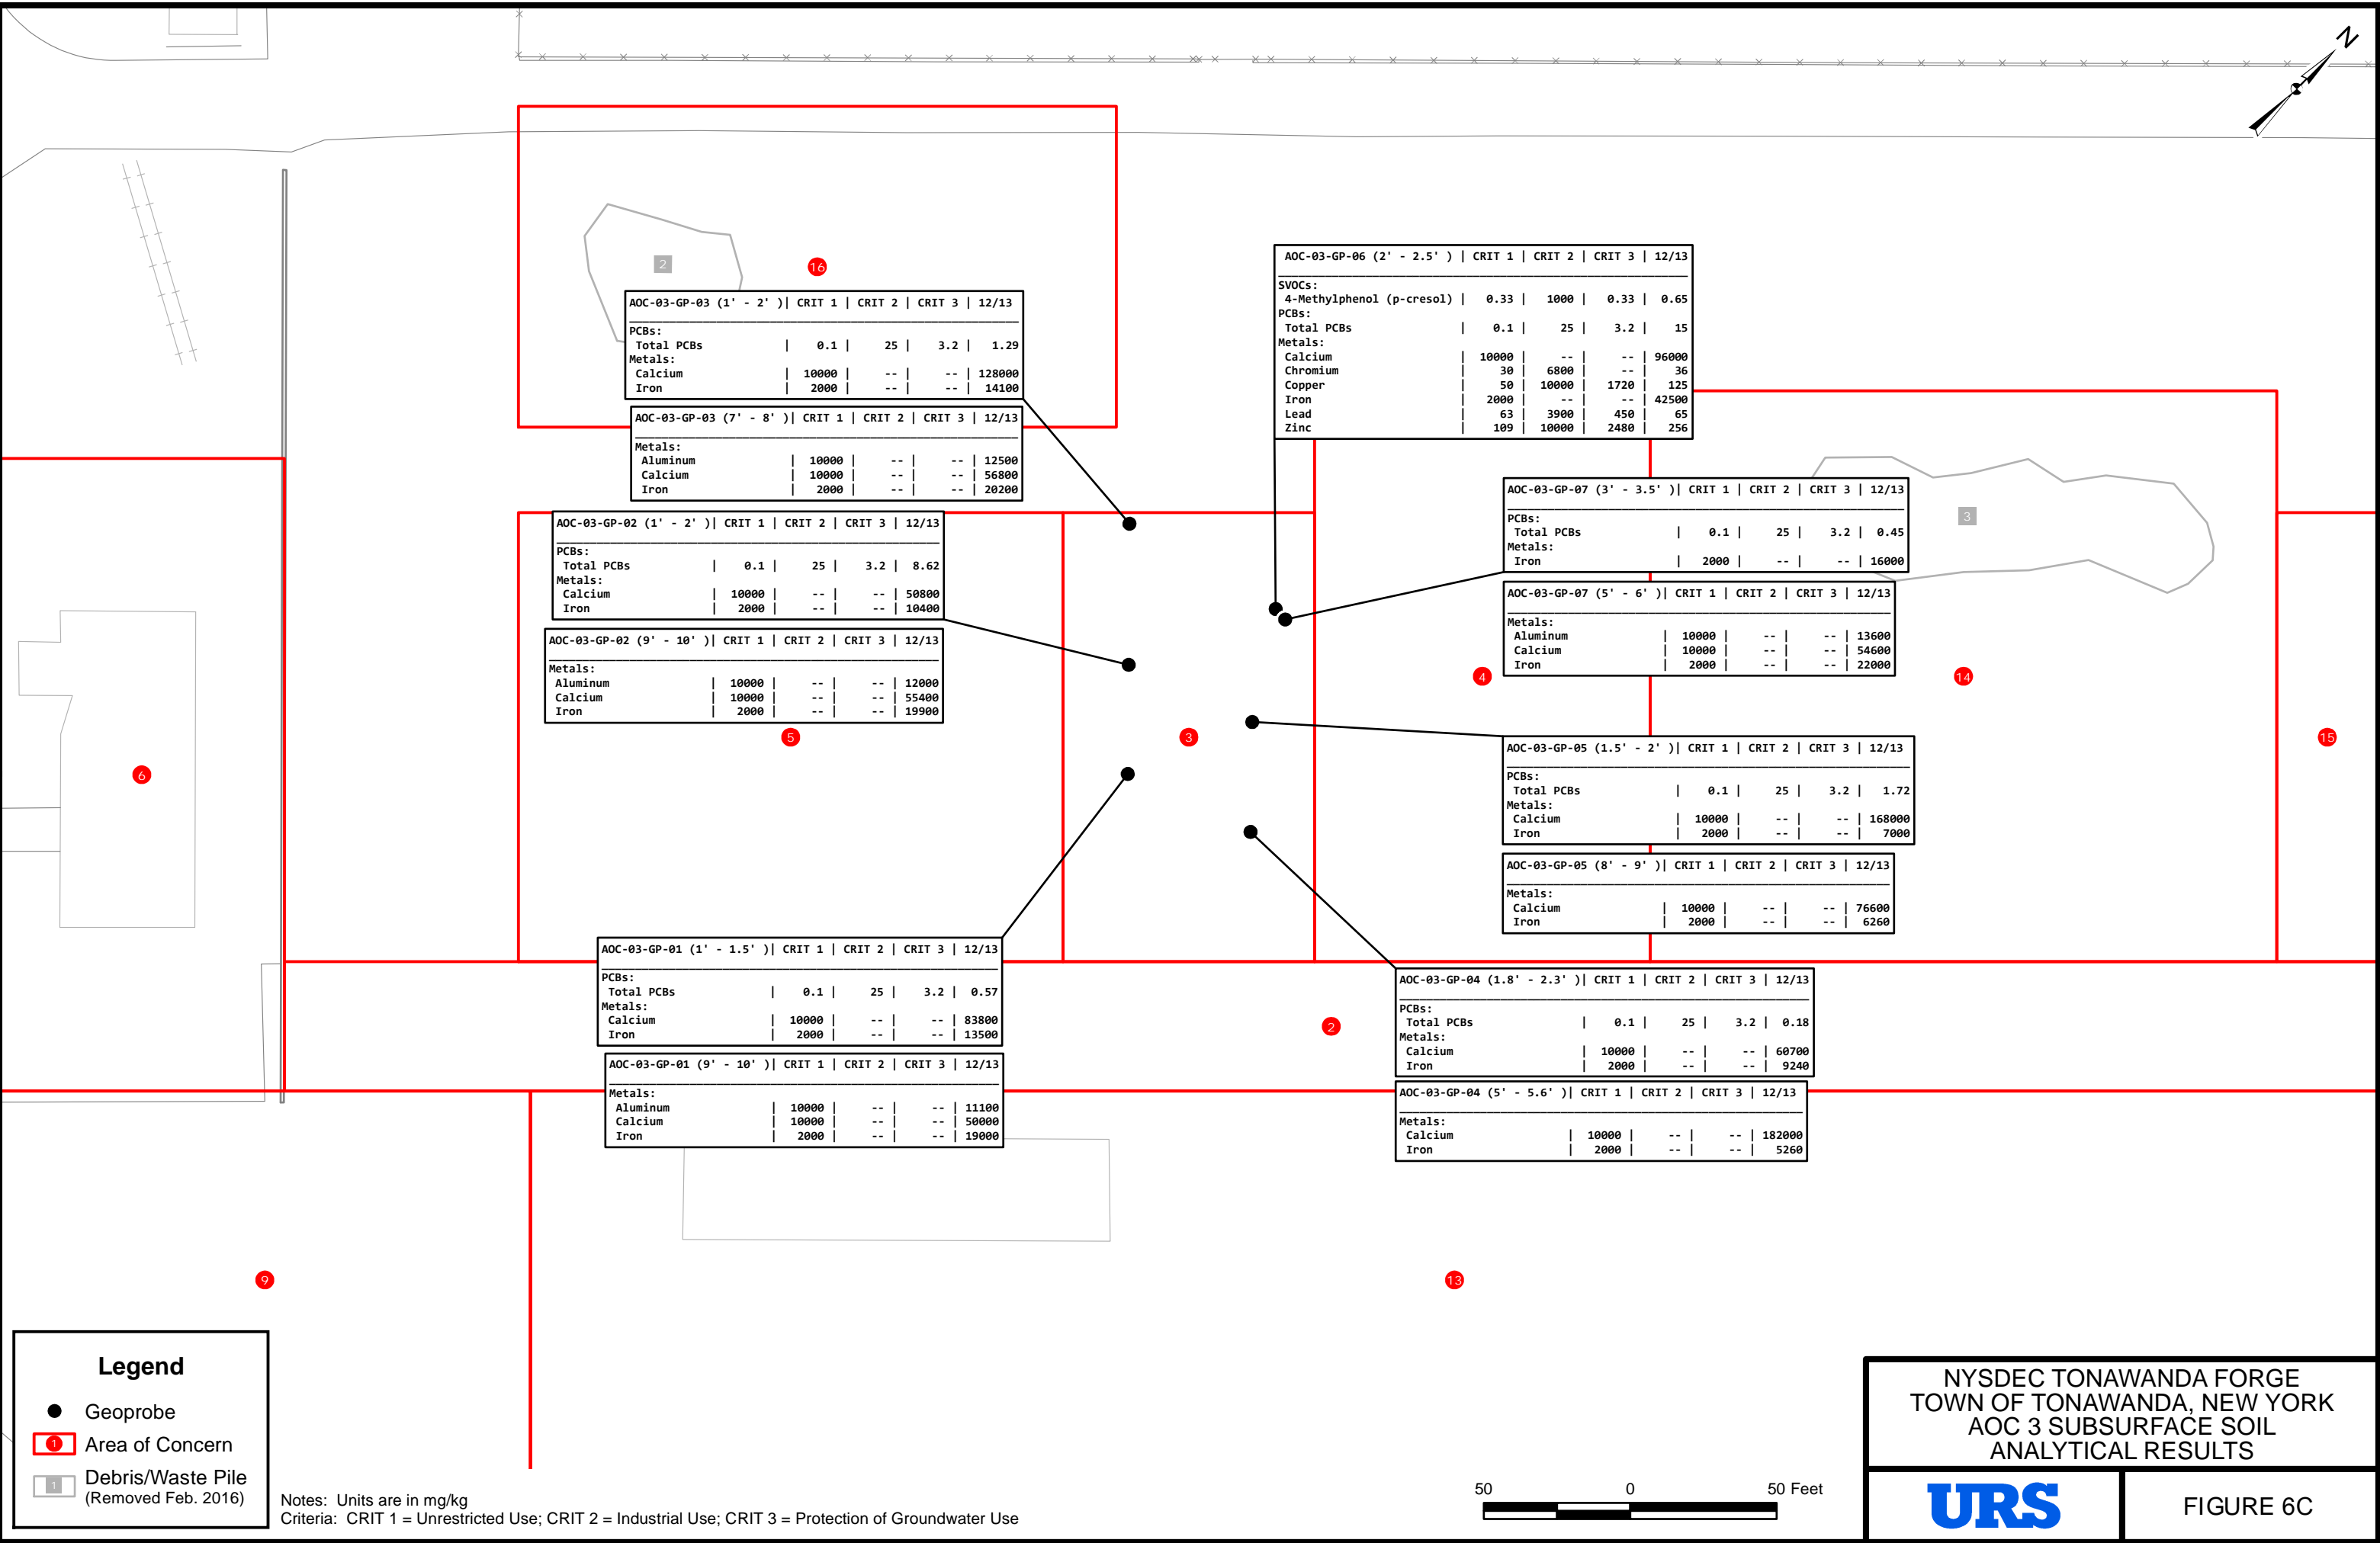 N
2
16
AOC-03-GP-03 (1' - 2' )| CRIT 1 | CRIT 2 | CRIT 3 | 12/13
PCBs:
Total PCBs | 0.1 | 25 | 3.2 | 1.29
Metals:
Calcium | 10000 | -- | -- | 128000
Iron | 2000 | -- | -- | 14100
AOC-03-GP-03 (7' - 8' )| CRIT 1 | CRIT 2 | CRIT 3 | 12/13
Metals:
Aluminum | 10000 | -- | -- | 12500
Calcium | 10000 | -- | -- | 56800
Iron | 2000 | -- | -- | 20200
AOC-03-GP-06 (2' - 2.5' ) | CRIT 1 | CRIT 2 | CRIT 3 | 12/13
SVOCs:
4-Methylphenol (p-cresol) | 0.33 | 1000 | 0.33 | 0.65
PCBs:
Total PCBs | 0.1 | 25 | 3.2 | 15
Metals:
Calcium | 10000 | -- | -- | 96000
Chromium | 30 | 6800 | -- | 36
Copper | 50 | 10000 | 1720 | 125
Iron | 2000 | -- | -- | 42500
Lead | 63 | 3900 | 450 | 65
Zinc | 109 | 10000 | 2480 | 256
AOC-03-GP-02 (1' - 2' )| CRIT 1 | CRIT 2 | CRIT 3 | 12/13
PCBs:
Total PCBs | 0.1 | 25 | 3.2 | 8.62
Metals:
Calcium | 10000 | -- | -- | 50800
Iron | 2000 | -- | -- | 10400
AOC-03-GP-02 (9' - 10' )| CRIT 1 | CRIT 2 | CRIT 3 | 12/13
Metals:
Aluminum | 10000 | -- | -- | 12000
Calcium | 10000 | -- | -- | 55400
Iron | 2000 | -- | -- | 19900
AOC-03-GP-07 (3' - 3.5' )| CRIT 1 | CRIT 2 | CRIT 3 | 12/13
PCBs:
Total PCBs | 0.1 | 25 | 3.2 | 0.45
Metals:
Iron | 2000 | -- | -- | 16000
3
AOC-03-GP-07 (5' - 6' )| CRIT 1 | CRIT 2 | CRIT 3 | 12/13
Metals:
Aluminum | 10000 | -- | -- | 13600
Calcium | 10000 | -- | -- | 54600
Iron | 2000 | -- | -- | 22000
4
14
5
3
15
6
AOC-03-GP-05 (1.5' - 2' )| CRIT 1 | CRIT 2 | CRIT 3 | 12/13
PCBs:
Total PCBs | 0.1 | 25 | 3.2 | 1.72
Metals:
Calcium | 10000 | -- | -- | 168000
Iron | 2000 | -- | -- | 7000
AOC-03-GP-05 (8' - 9' )| CRIT 1 | CRIT 2 | CRIT 3 | 12/13
Metals:
Calcium | 10000 | -- | -- | 76600
Iron | 2000 | -- | -- | 6260
AOC-03-GP-01 (1' - 1.5' )| CRIT 1 | CRIT 2 | CRIT 3 | 12/13
PCBs:
Total PCBs | 0.1 | 25 | 3.2 | 0.57
Metals:
Calcium | 10000 | -- | -- | 83800
Iron | 2000 | -- | -- | 13500
AOC-03-GP-01 (9' - 10' )| CRIT 1 | CRIT 2 | CRIT 3 | 12/13
Metals:
Aluminum | 10000 | -- | -- | 11100
Calcium | 10000 | -- | -- | 50000
Iron | 2000 | -- | -- | 19000
2
AOC-03-GP-04 (1.8' - 2.3' )| CRIT 1 | CRIT 2 | CRIT 3 | 12/13
PCBs:
Total PCBs | 0.1 | 25 | 3.2 | 0.18
Metals:
Calcium | 10000 | -- | -- | 60700
Iron | 2000 | -- | -- | 9240
AOC-03-GP-04 (5' - 5.6' )| CRIT 1 | CRIT 2 | CRIT 3 | 12/13
Metals:
Calcium | 10000 | -- | -- | 182000
Iron | 2000 | -- | -- | 5260
9
13
Legend
Geoprobe
1 Area of Concern
1 Debris/Waste Pile
(Removed Feb. 2016)
Notes: Units are in mg/kg
Criteria: CRIT 1 = Unrestricted Use; CRIT 2 = Industrial Use; CRIT 3 = Protection of Groundwater Use
50 0 50 Feet
NYSDEC TONAWANDA FORGE
TOWN OF TONAWANDA, NEW YORK
AOC 3 SUBSURFACE SOIL
ANALYTICAL RESULTS
URS
FIGURE 6C